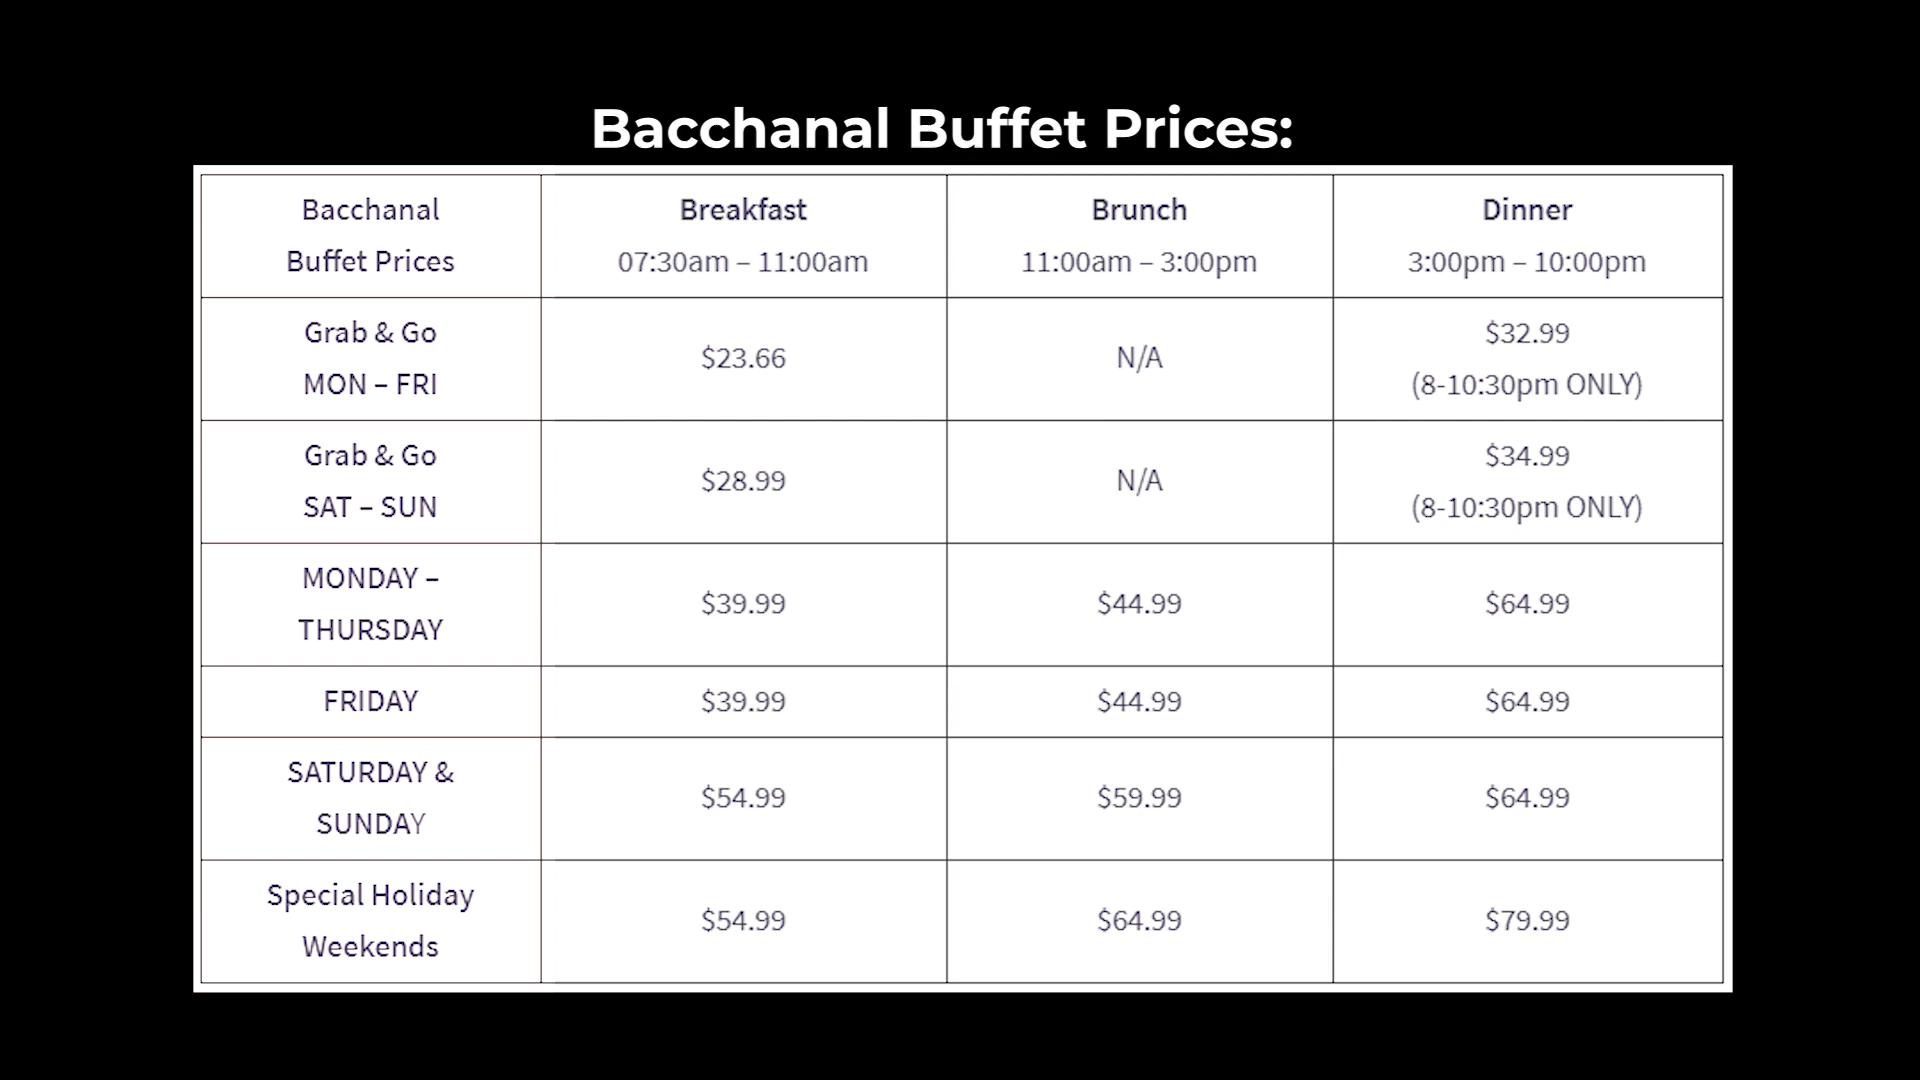 Bacchanal Buffet Prices:
Bacchanal
Buffet Prices
Breakfast
07:30am – 11:00am
Brunch
11:00am – 3:00pm
Dinner
3:00pm – 10:00pm
Grab & Go
MON – FRI
$23.66
N/A
$32.99
(8-10:30pm ONLY)
Grab & Go
SAT – SUN
$28.99
N/A
$34.99
(8-10:30pm ONLY)
MONDAY –
THURSDAY
$39.99
$44.99
$64.99
FRIDAY
$39.99
$44.99
$64.99
SATURDAY &
SUNDAY
$54.99
$59.99
$64.99
Special Holiday
Weekends
$54.99
$64.99
$79.99